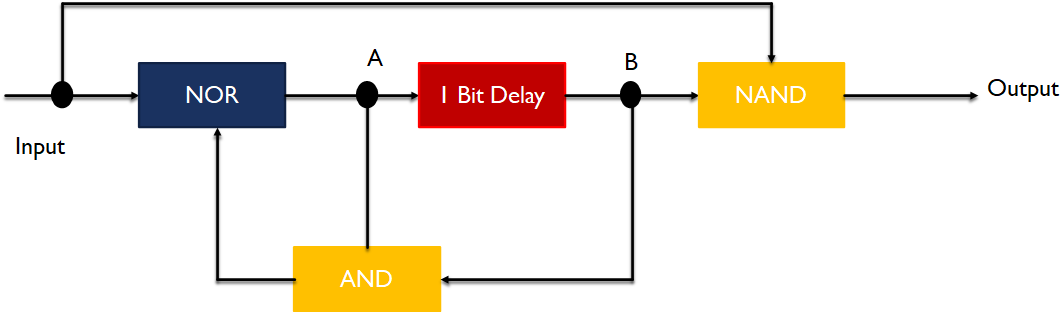 A
B
NOR
1 Bit Delay
NAND
Output
Input
AND